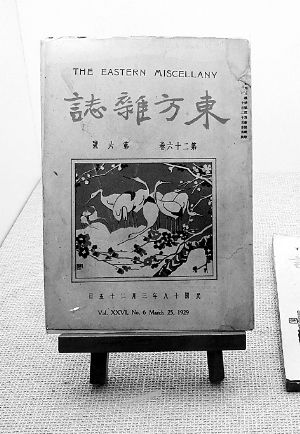 THE EASTERN MISCELLANY
東方雜誌
第二十六卷 第六號
民國十八年三月二十五日
Vol. XXVI, No. 6 March 25, 1929